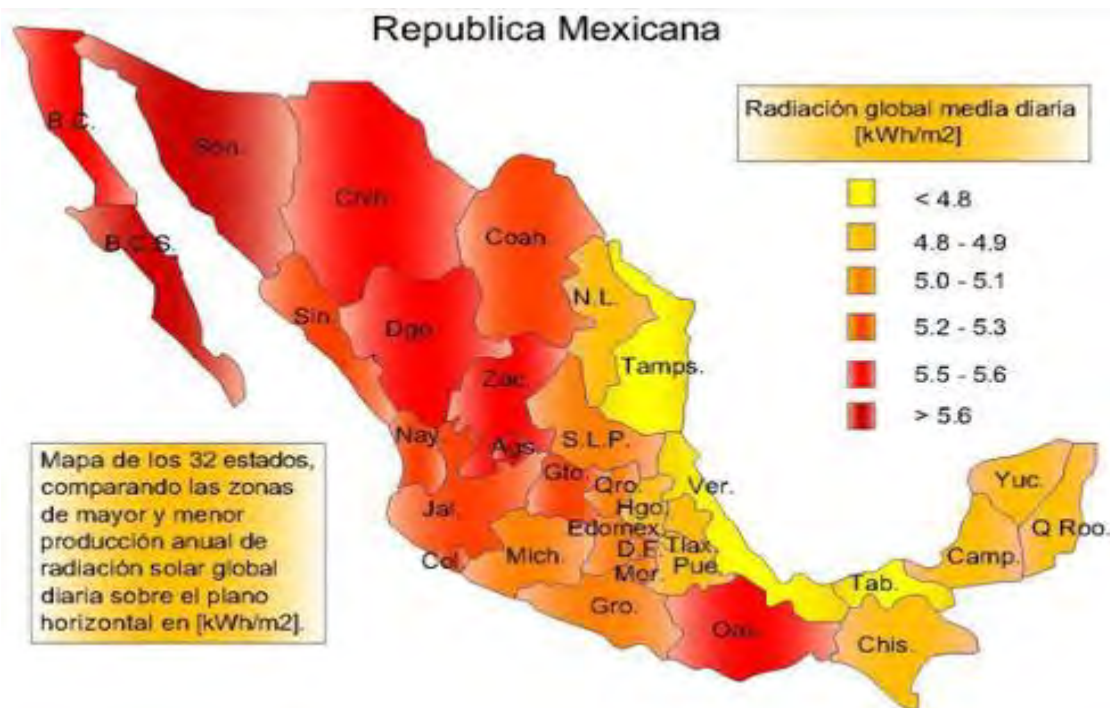 Republica Mexicana
Radiación global media diaría
[kWh/m2]
< 4.8
4.8 - 4.9
5.0 - 5.1
5.2 - 5.3
5.5 - 5.6
> 5.6
B.C.
Son.
Chih.
B.C.S.
Coah.
N.L.
Sin.
Dgo.
Tamps.
Zac.
Nay.
Ags.
S.L.P.
Gto.
Qro.
Ver.
Yuc.
Jal.
Hgo.
Q Roo.
Edomex.
Col.
Mich.
D.F.
Tlax.
Camp.
Mor.
Pue.
Tab.
Gro.
Oax.
Chis.
Mapa de los 32 estados,
comparando las zonas
de mayor y menor
producción anual de
radiación solar global
diaria sobre el plano
horizontal en [kWh/m2].